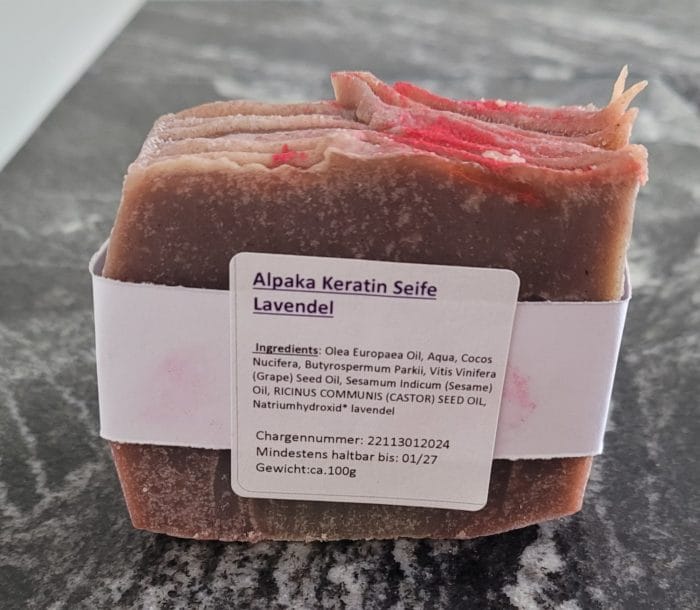 Alpaka Keratin Seife
Lavendel
Ingredients: Olea Europaea Oil, Aqua, Cocos
Nucifera, Butyrospermum Parkii, Vitis Vinifera
(Grape) Seed Oil, Sesamum Indicum (Sesame)
Oil, RICINUS COMMUNIS (CASTOR) SEED OIL,
Natriumhydroxid* lavendel
Chargennummer: 22113012024
Mindestens haltbar bis: 01/27
Gewicht:ca.100g